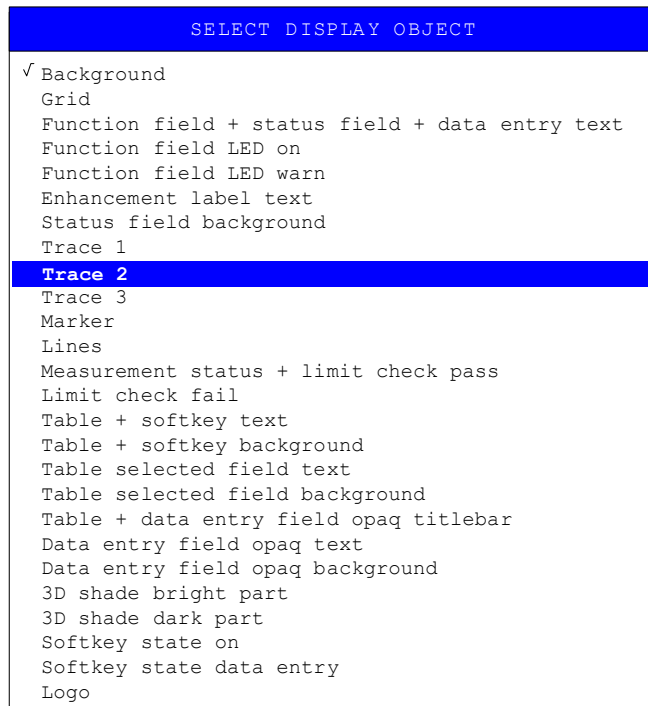 SELECT DISPLAY OBJECT
√ Background
Grid
Function field + status field + data entry text
Function field LED on
Function field LED warn
Enhancement label text
Status field background
Trace 1
Trace 2
Trace 3
Marker
Lines
Measurement status + limit check pass
Limit check fail
Table + softkey text
Table + softkey background
Table selected field text
Table selected field background
Table + data entry field opaq titlebar
Data entry field opaq text
Data entry field opaq background
3D shade bright part
3D shade dark part
Softkey state on
Softkey state data entry
Logo